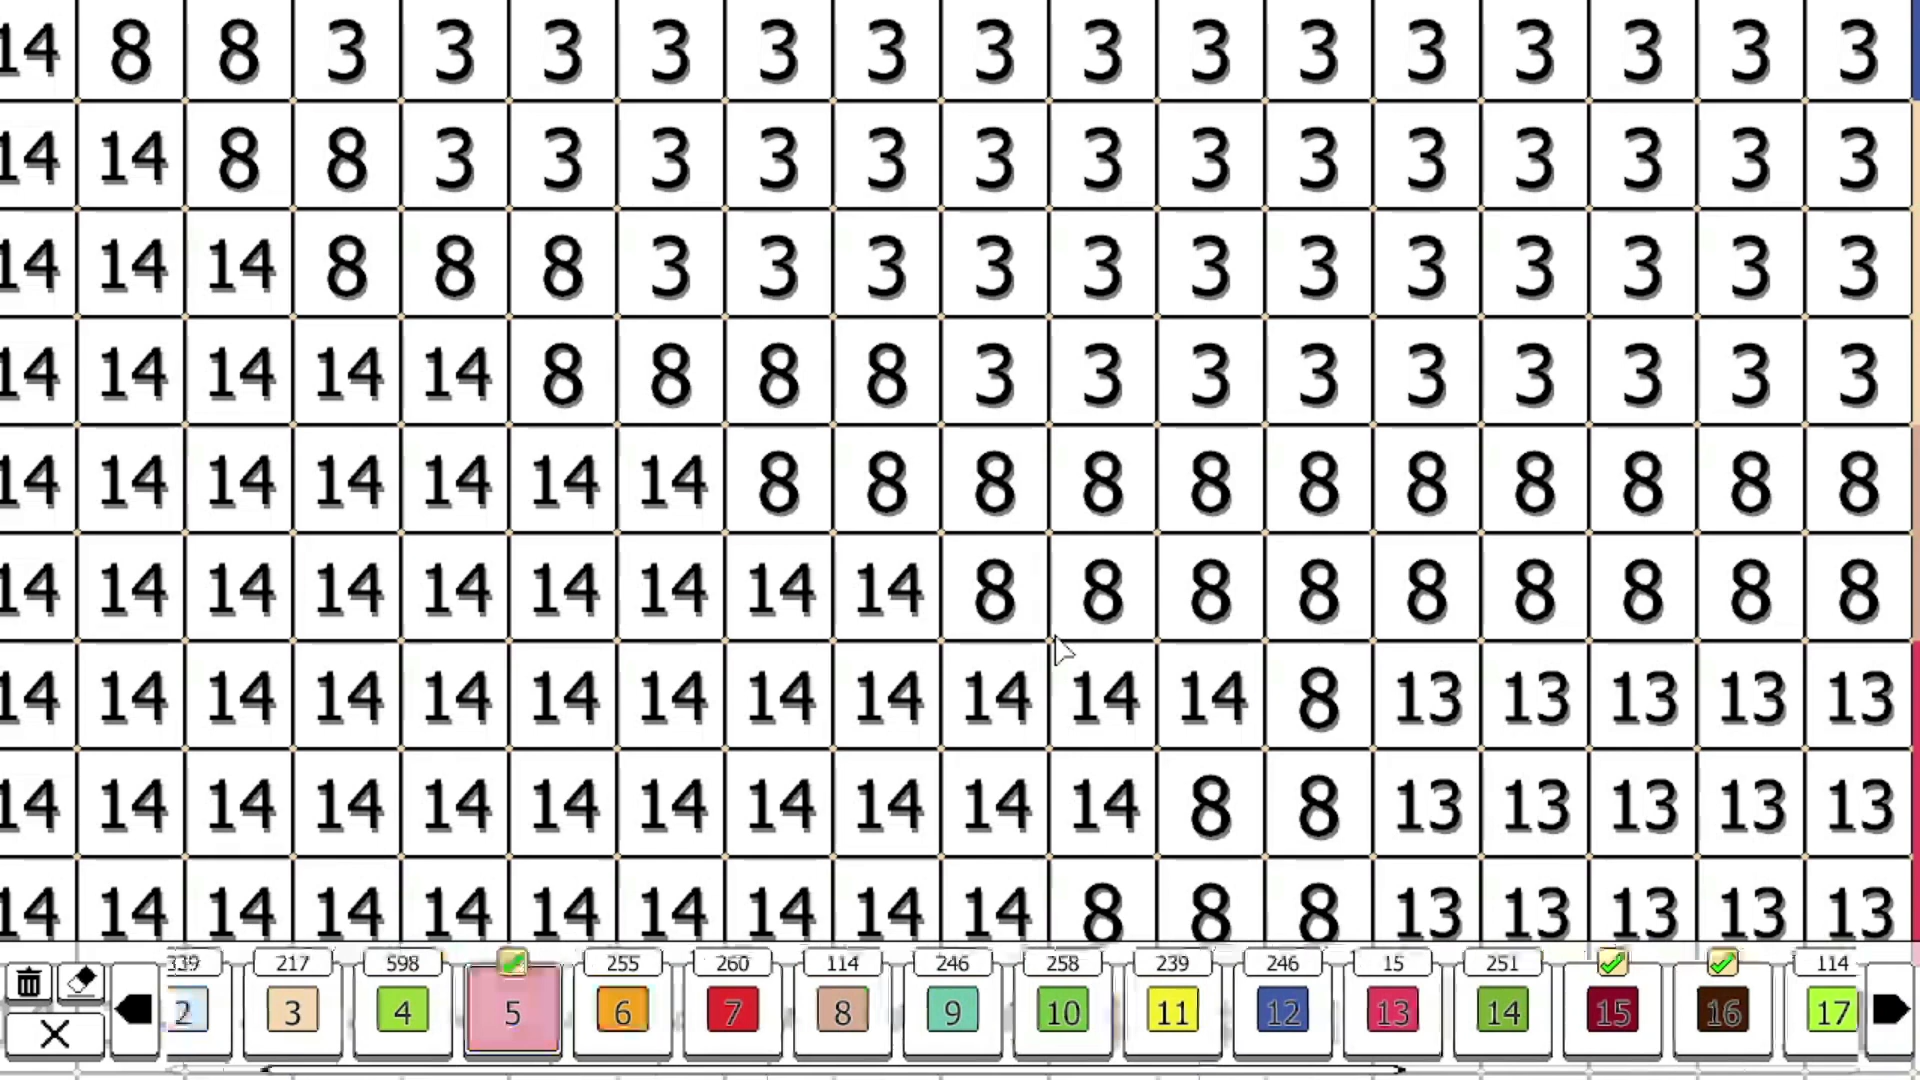 14 8 8 3 3 3 3 3 3 3 3 3 3 3 3 3 3 3
14 14 8 8 3 3 3 3 3 3 3 3 3 3 3 3 3 3
14 14 14 8 8 8 3 3 3 3 3 3 3 3 3 3 3 3
14 14 14 14 14 8 8 8 8 3 3 3 3 3 3 3 3 3
14 14 14 14 14 14 14 8 8 8 8 8 8 8 8 8 8 8
14 14 14 14 14 14 14 14 14 8 8 8 8 8 8 8 8 8
14 14 14 14 14 14 14 14 14 14 14 14 8 13 13 13 13 13
14 14 14 14 14 14 14 14 14 14 14 8 8 13 13 13 13 13
14 14 14 14 14 14 14 14 14 14 8 8 8 13 13 13 13 13
339 217 598 255 260 114 246 258 239 246 15 251 114
2 3 4 5 6 7 8 9 10 11 12 13 14 15 16 17